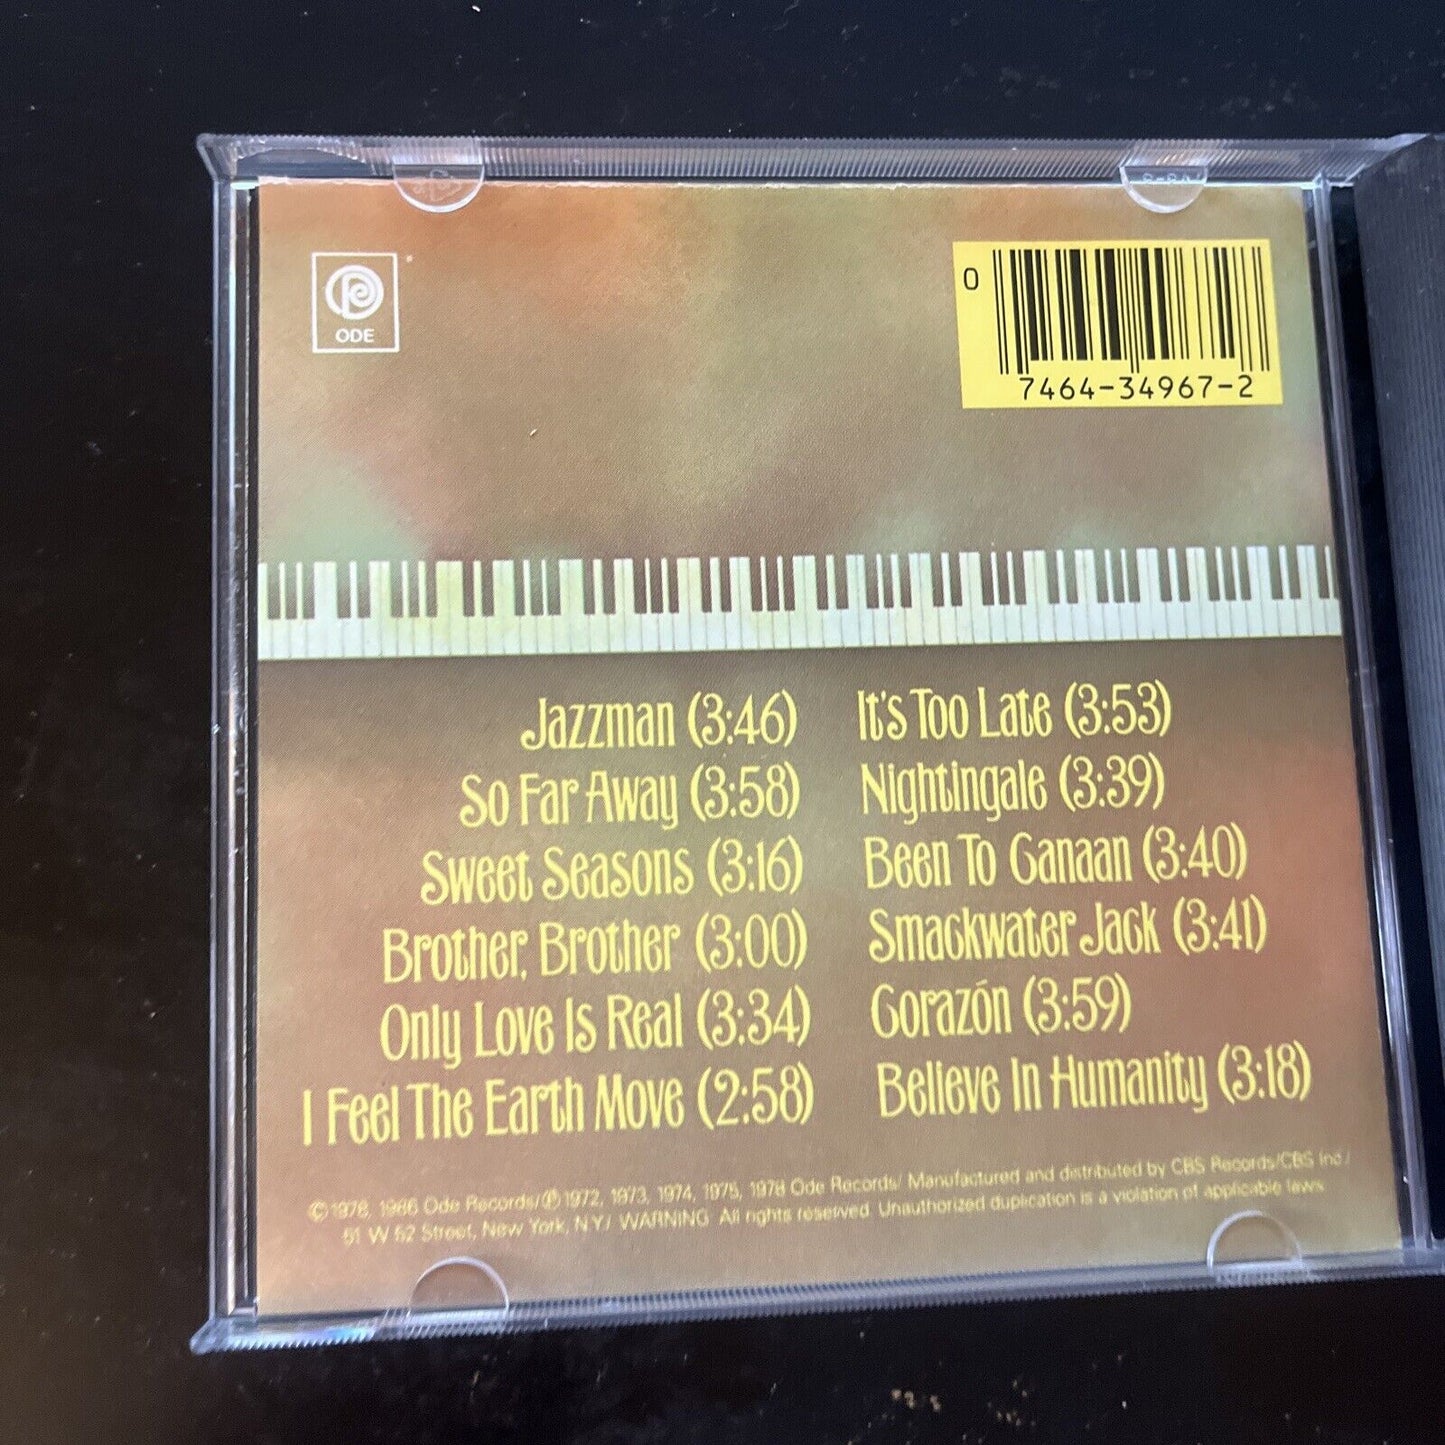 ODE
0
7464-34967-2
Jazzman (3:46)
So Far Away (3:58)
Sweet Seasons (3:16)
Brother, Brother (3:00)
Only Love Is Real (3:34)
I Feel The Earth Move (2:58)
It's Too Late (3:53)
Nightingale (3:39)
Been To Canaan (3:40)
Smackwater Jack (3:41)
Corazón (3:59)
Believe In Humanity (3:18)
© 1978, 1986 Ode Records/℗ 1972, 1973, 1974, 1975, 1978 Ode Records/ Manufactured and distributed by CBS Records/CBS Inc./
51 W 52 Street, New York, N.Y./ WARNING: All rights reserved. Unauthorized duplication is a violation of applicable laws.